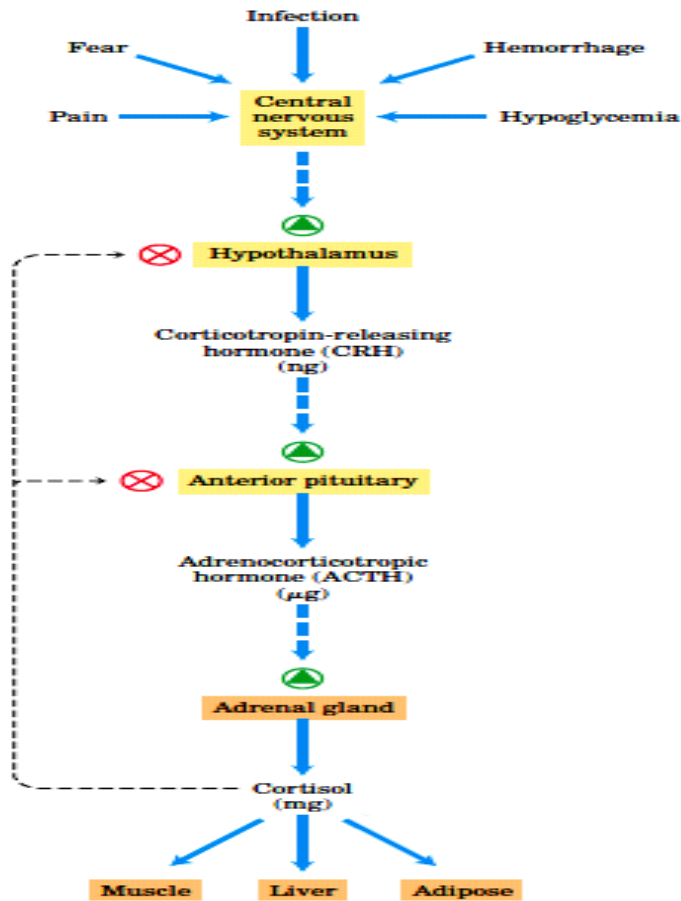 Infection
Fear
Hemorrhage
Central
nervous
system
Pain
Hypoglycemia
Hypothalamus
Corticotropin-releasing
hormone (CRH)
(ng)
Anterior pituitary
Adrenocorticotropic
hormone (ACTH)
(μg)
Adrenal gland
Cortisol
(mg)
Muscle
Liver
Adipose